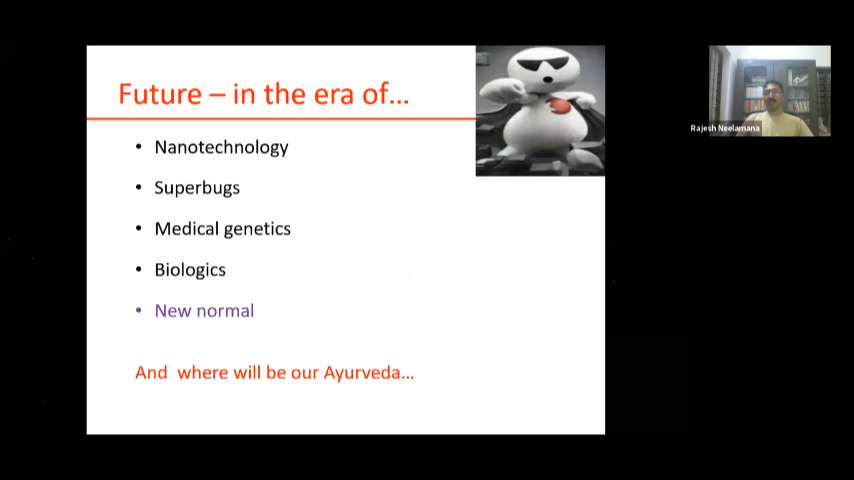 Future – in the era of...
• Nanotechnology
• Superbugs
• Medical genetics
• Biologics
• New normal
And  where will be our Ayurveda...
Rajesh Neelamana